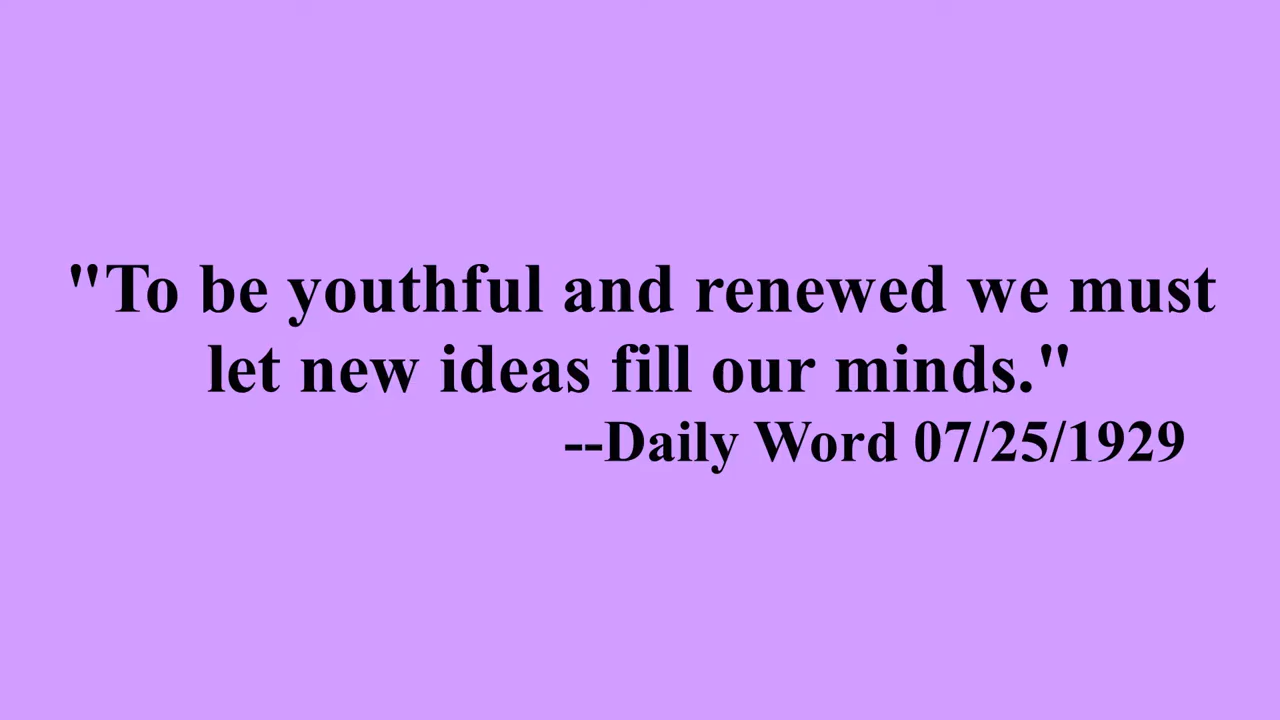 "To be youthful and renewed we must
let new ideas fill our minds."
--Daily Word 07/25/1929